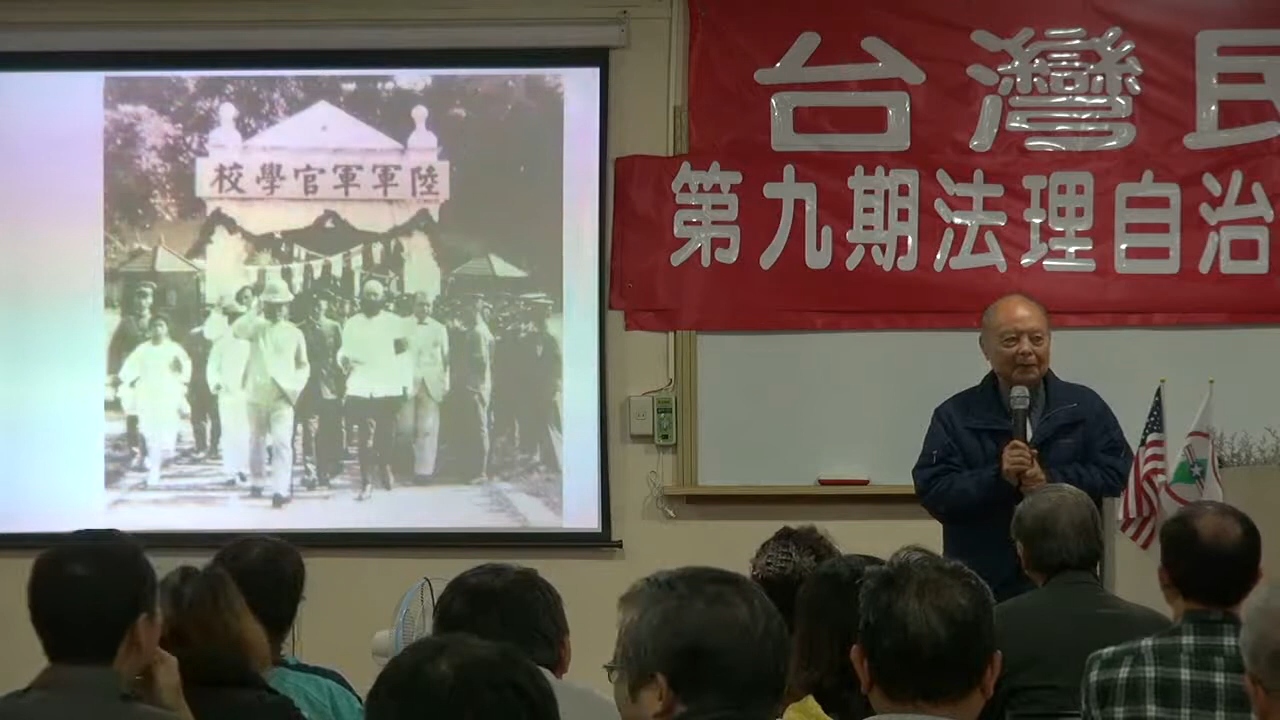 校學官軍軍陸
台灣民
第九期法理自治